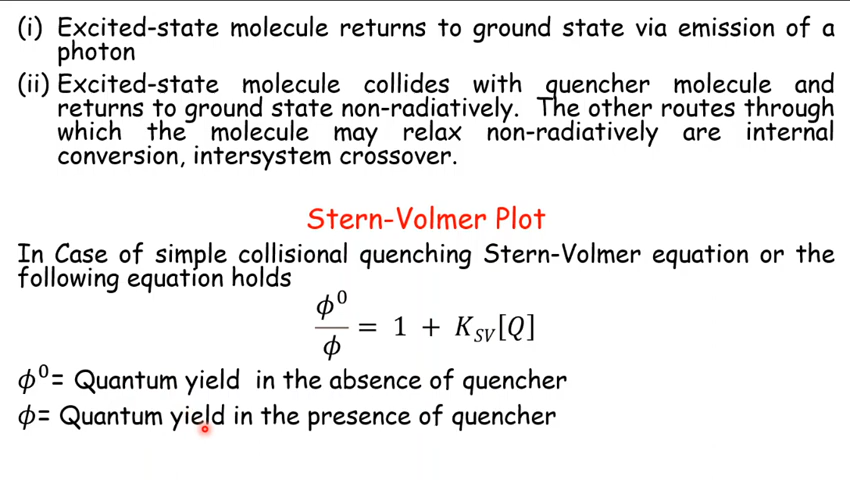 (i) Excited-state molecule returns to ground state via emission of a
photon
(ii) Excited-state molecule collides with quencher molecule and
returns to ground state non-radiatively. The other routes through
which the molecule may relax non-radiatively are internal
conversion, intersystem crossover.
Stern-Volmer Plot
In Case of simple collisional quenching Stern-Volmer equation or the
following equation holds
ϕ⁰/ϕ = 1 + K_SV[Q]
ϕ⁰= Quantum yield in the absence of quencher
ϕ= Quantum yield in the presence of quencher